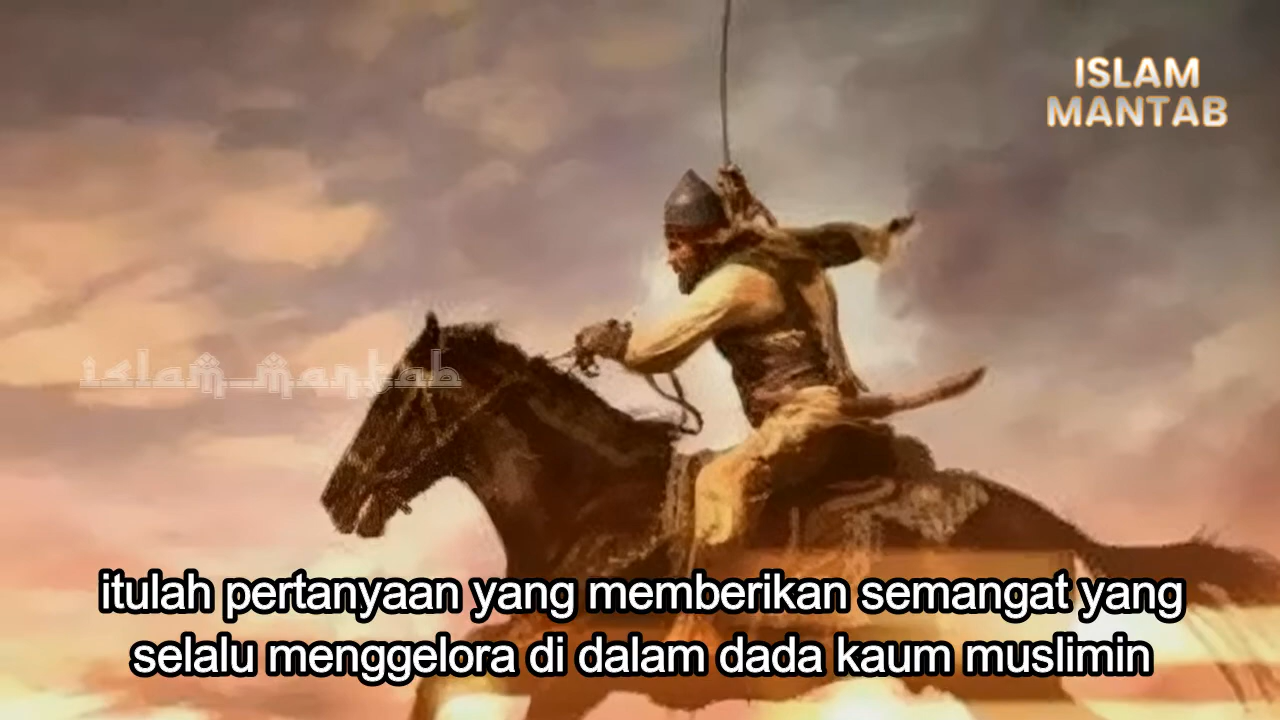 ISLAM
MANTAB
islam_mantab
itulah pertanyaan yang memberikan semangat yang
selalu menggelora di dalam dada kaum muslimin